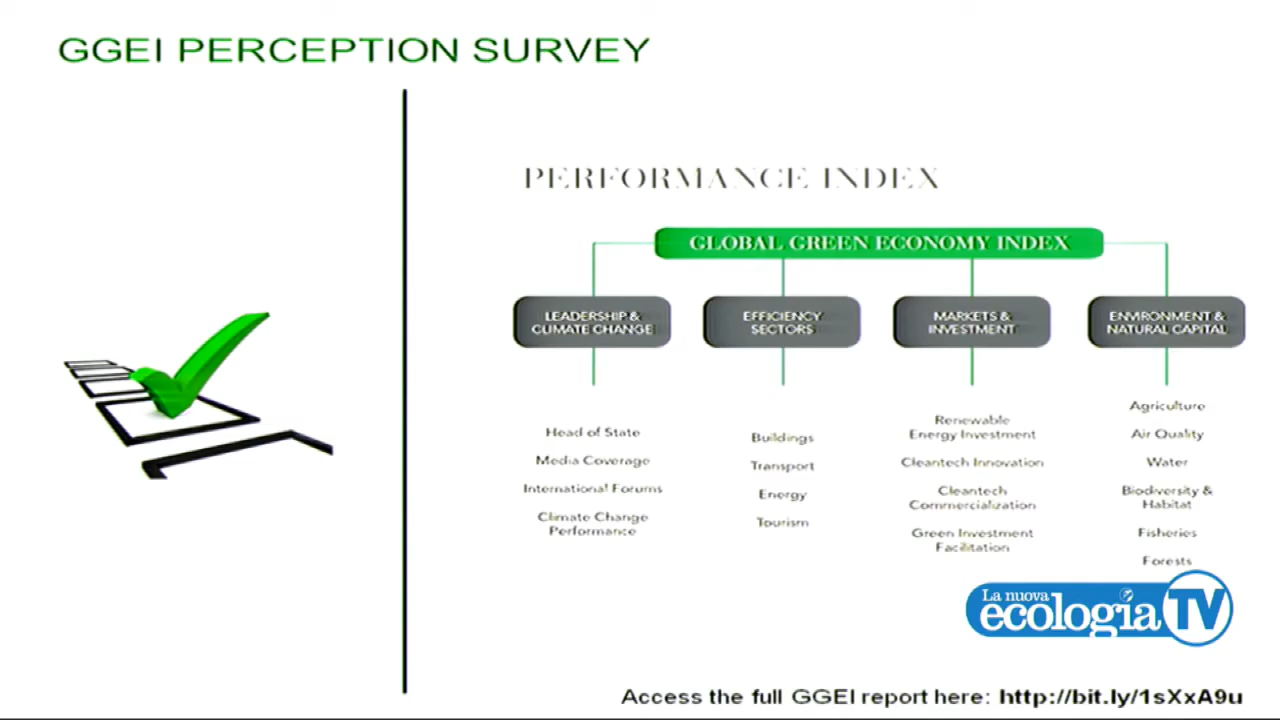 GGEI PERCEPTION SURVEY
PERFORMANCE INDEX
GLOBAL GREEN ECONOMY INDEX
LEADERSHIP &
CLIMATE CHANGE
Head of State
Media Coverage
International Forums
Climate Change
Performance
EFFICIENCY
SECTORS
Buildings
Transport
Energy
Tourism
MARKETS &
INVESTMENT
Renewable
Energy Investment
Cleantech Innovation
Cleantech
Commercialization
Green Investment
Facilitation
ENVIRONMENT &
NATURAL CAPITAL
Agriculture
Air Quality
Water
Biodiversity &
Habitat
Fisheries
Forests
La nuova
ecologia TV
Access the full GGEI report here: http://bit.ly/1sXxA9u